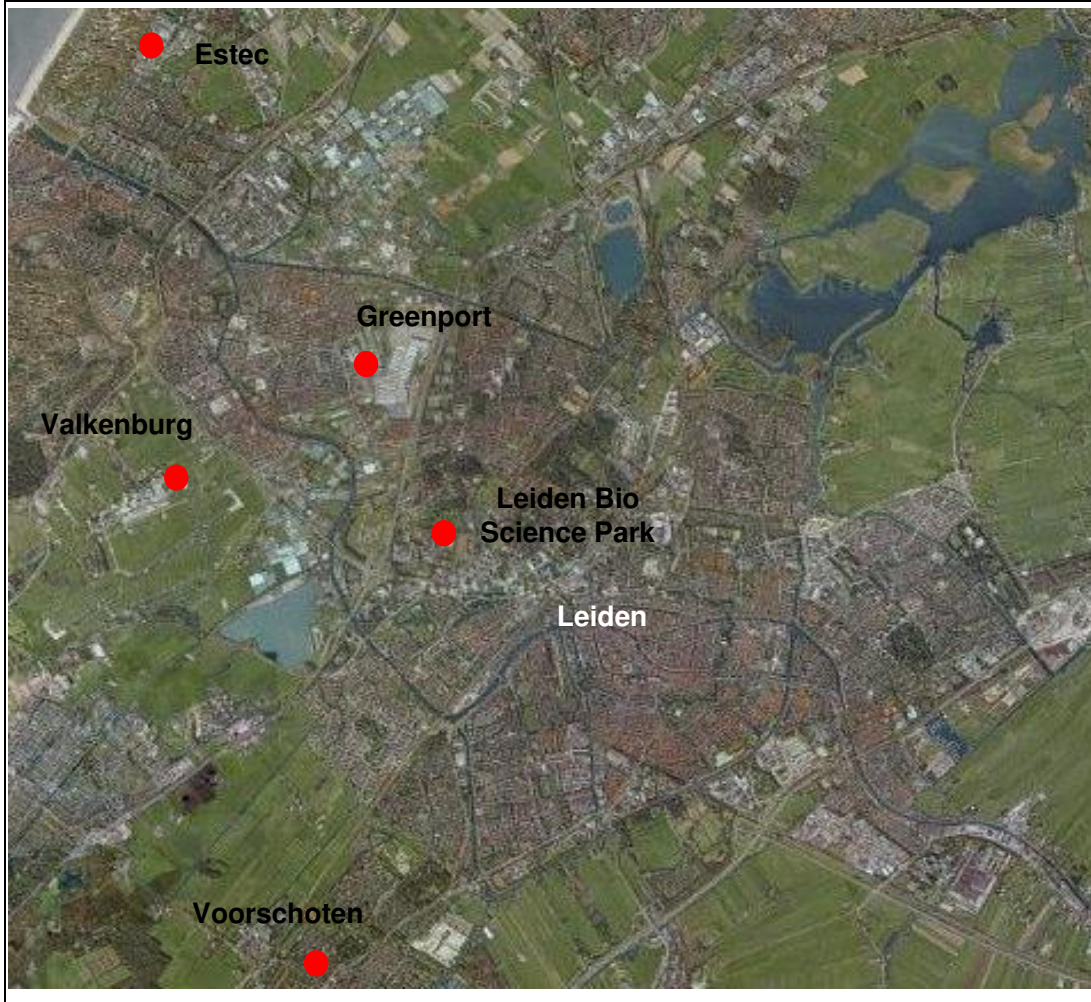 Estec
Greenport
Valkenburg
Leiden Bio
Science Park
Leiden
Voorschoten